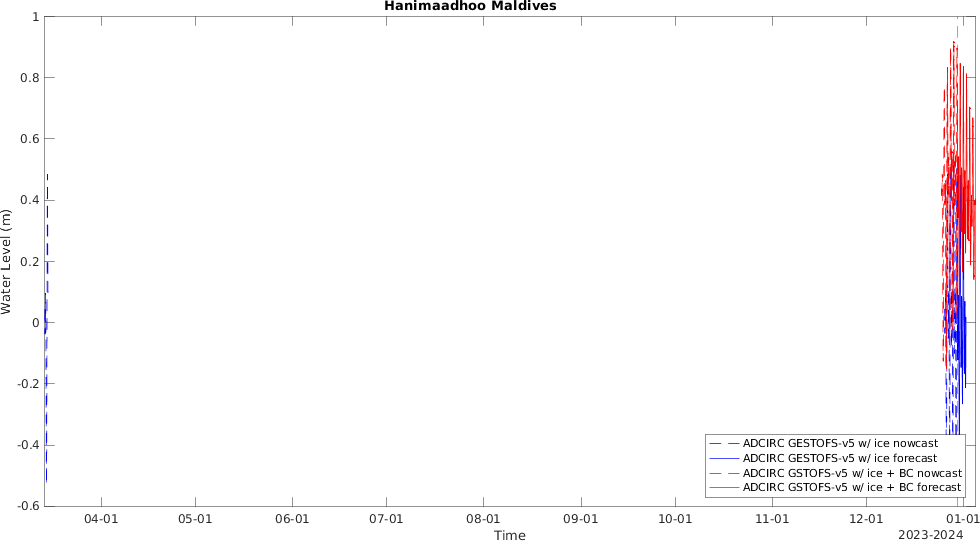 Hanimaadhoo Maldives
Water Level (m)
1
0.8
0.6
0.4
0.2
0
-0.2
-0.4
-0.6
04-01
05-01
06-01
07-01
08-01
09-01
10-01
11-01
12-01
01-01
Time
2023-2024
ADCIRC GESTOFS-v5 w/ ice nowcast
ADCIRC GESTOFS-v5 w/ ice forecast
ADCIRC GSTOFS-v5 w/ ice + BC nowcast
ADCIRC GSTOFS-v5 w/ ice + BC forecast